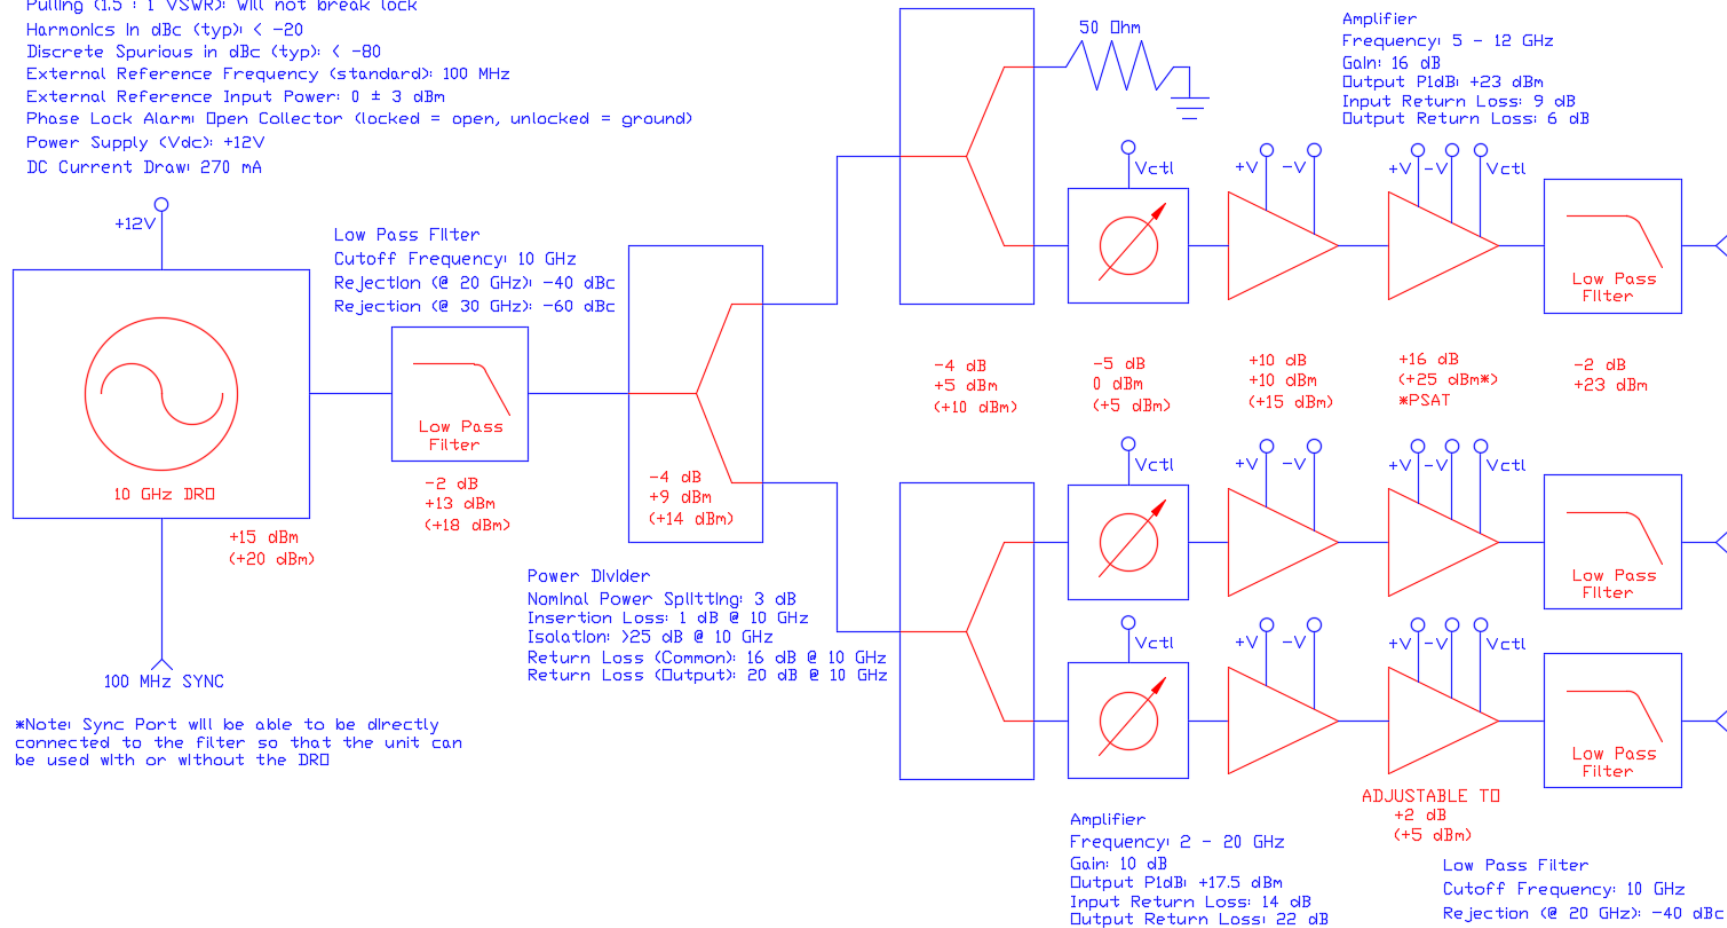 Pulling (1.5 : 1 VSWR): Will not break lock
Harmonics in dBc (typ): < -20
Discrete Spurious in dBc (typ): < -80
External Reference Frequency (standard): 100 MHz
External Reference Input Power: 0 ± 3 dBm
Phase Lock Alarm: Open Collector (locked = open, unlocked = ground)
Power Supply (Vdc): +12V
DC Current Draw: 270 mA
+12V
10 GHz DRO
+15 dBm
(+20 dBm)
100 MHz SYNC
*Note: Sync Port will be able to be directly
connected to the filter so that the unit can
be used with or without the DRO
Low Pass Filter
Cutoff Frequency: 10 GHz
Rejection (@ 20 GHz): -40 dBc
Rejection (@ 30 GHz): -60 dBc
Low Pass
Filter
-2 dB
+13 dBm
(+18 dBm)
-4 dB
+9 dBm
(+14 dBm)
Power Divider
Nominal Power Splitting: 3 dB
Insertion Loss: 1 dB @ 10 GHz
Isolation: >25 dB @ 10 GHz
Return Loss (Common): 16 dB @ 10 GHz
Return Loss (Output): 20 dB @ 10 GHz
50 Ohm
Amplifier
Frequency: 5 - 12 GHz
Gain: 16 dB
Output P1dB: +23 dBm
Input Return Loss: 9 dB
Output Return Loss: 6 dB
Vctl
+V
-V
+V
-V
Vctl
Low Pass
Filter
-4 dB
+5 dBm
(+10 dBm)
-5 dB
0 dBm
(+5 dBm)
+10 dB
+10 dBm
(+15 dBm)
+16 dB
(+25 dBm*)
*PSAT
-2 dB
+23 dBm
Vctl
+V
-V
+V
-V
Vctl
Low Pass
Filter
Vctl
+V
-V
+V
-V
Vctl
Low Pass
Filter
ADJUSTABLE TO
+2 dB
(+5 dBm)
Amplifier
Frequency: 2 - 20 GHz
Gain: 10 dB
Output P1dB: +17.5 dBm
Input Return Loss: 14 dB
Output Return Loss: 22 dB
Low Pass Filter
Cutoff Frequency: 10 GHz
Rejection (@ 20 GHz): -40 dBc